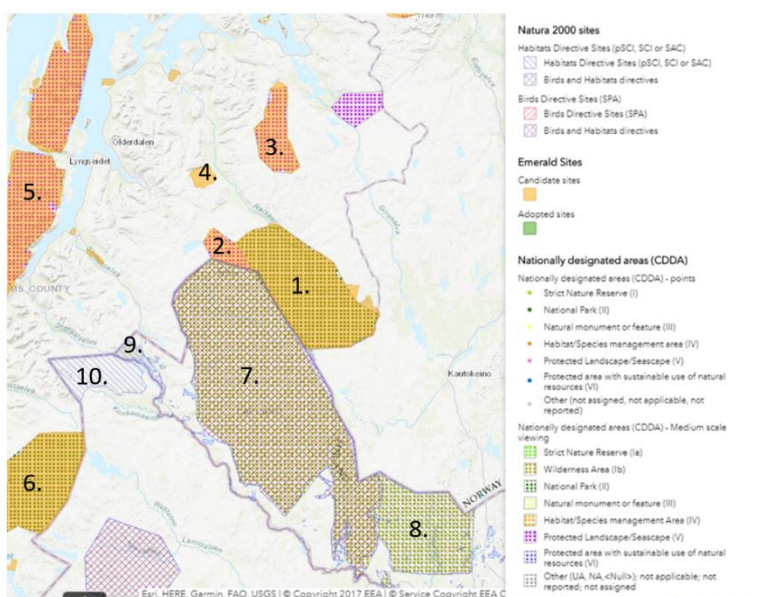 Olderdalen
Lyngseidet
3.
4.
5.
2.
1.
MS_COUNTY
9.
10.
7.
Kautokeino
6.
8.
NORWAY
Esri, HERE, Garmin, FAO, USGS | © Copyright 2017 EEA | © Service Copyright EEA C
Natura 2000 sites
Habitats Directive Sites (pSCI, SCI or SAC)
Habitats Directive Sites (pSCI, SCI or SAC)
Birds and Habitats directives
Birds Directive Sites (SPA)
Birds Directive Sites (SPA)
Birds and Habitats directives
Emerald Sites
Candidate sites
Adopted sites
Nationally designated areas (CDDA)
Nationally designated areas (CDDA) - points
Strict Nature Reserve (I)
National Park (II)
Natural monument or feature (III)
Habitat/Species management area (IV)
Protected Landscape/Seascape (V)
Protected area with sustainable use of natural
resources (VI)
Other (not assigned, not applicable, not
reported)
Nationally designated areas (CDDA) - Medium scale
viewing
Strict Nature Reserve (Ia)
Wilderness Area (Ib)
National Park (II)
Natural monument or feature (III)
Habitat/Species management Area (IV)
Protected Landscape/Seascape (V)
Protected area with sustainable use of natural
resources (VI)
Other (UA, NA,<Null>); not applicable; not
reported; not assigned